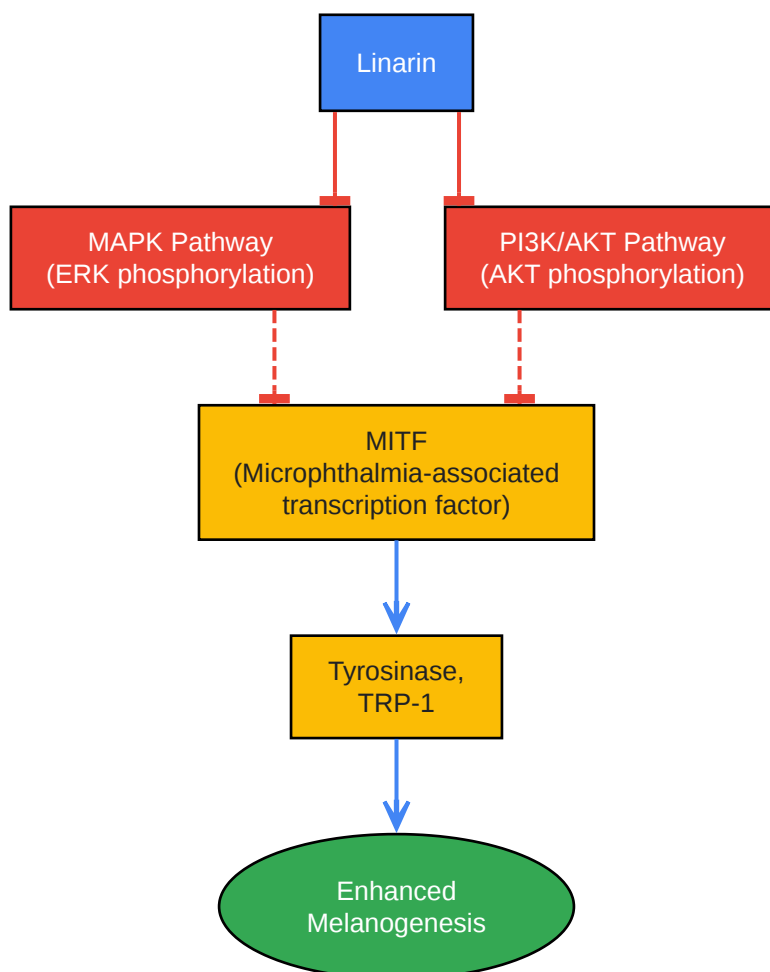 Linarin
MAPK Pathway
(ERK phosphorylation)
PI3K/AKT Pathway
(AKT phosphorylation)
MITF
(Microphthalmia-associated
transcription factor)
Tyrosinase,
TRP-1
Enhanced
Melanogenesis